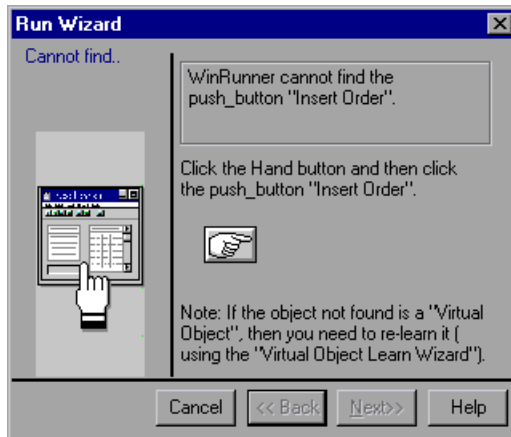 Run Wizard
Cannot find..
WinRunner cannot find the
push_button "Insert Order".
Click the Hand button and then click
the push_button "Insert Order".
Note: If the object not found is a "Virtual
Object", then you need to re-learn it (
using the "Virtual Object Learn Wizard").
Cancel
<< Back
Next>>
Help